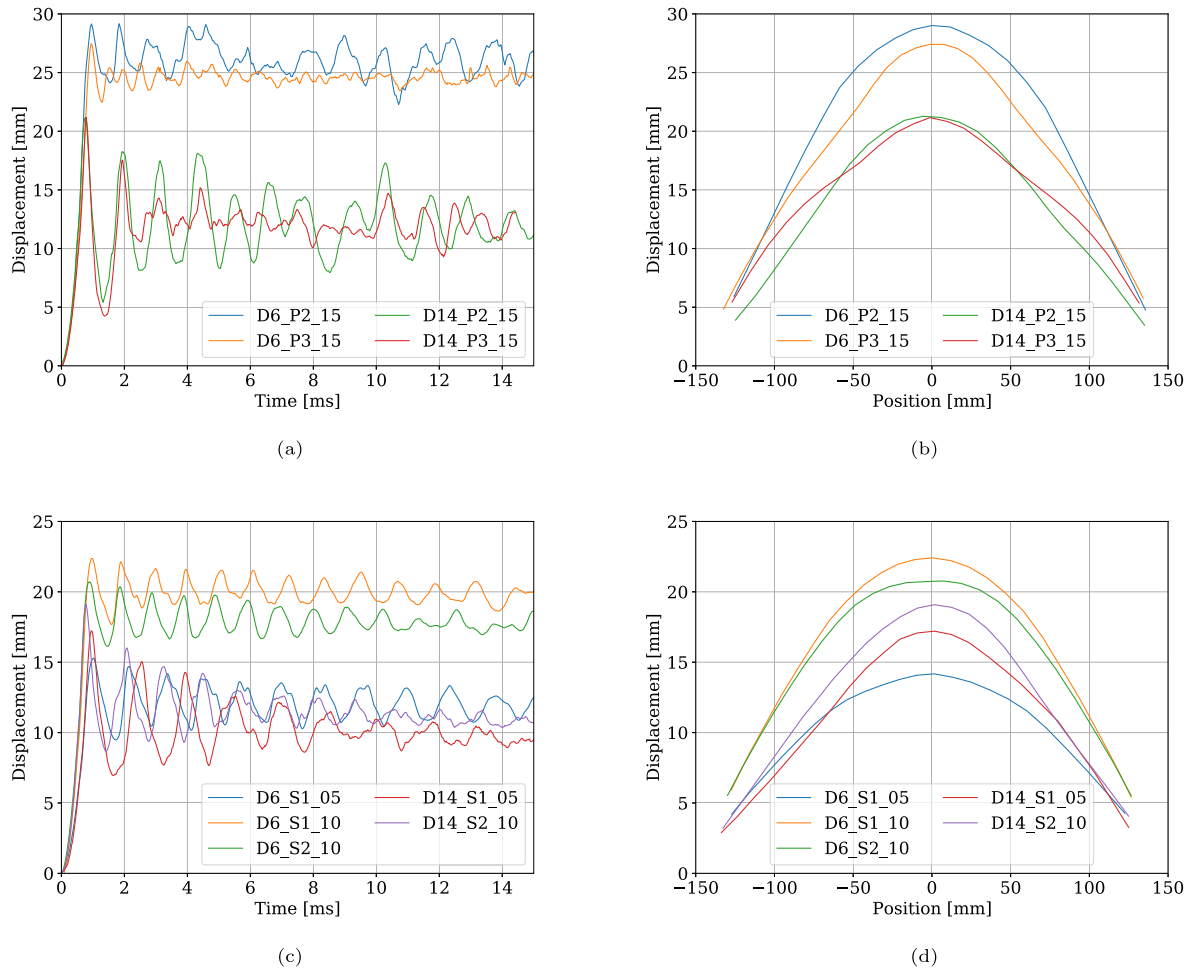 30
25
20
15
10
5
0
Displacement [mm]
0 2 4 6 8 10 12 14
Time [ms]
D6_P2_15 D14_P2_15
D6_P3_15 D14_P3_15
(a)
30
25
20
15
10
5
0
Displacement [mm]
−150 −100 −50 0 50 100 150
Position [mm]
D6_P2_15 D14_P2_15
D6_P3_15 D14_P3_15
(b)
25
20
15
10
5
0
Displacement [mm]
0 2 4 6 8 10 12 14
Time [ms]
D6_S1_05 D14_S1_05
D6_S1_10 D14_S2_10
D6_S2_10
(c)
25
20
15
10
5
0
Displacement [mm]
−150 −100 −50 0 50 100 150
Position [mm]
D6_S1_05 D14_S1_05
D6_S1_10 D14_S2_10
D6_S2_10
(d)